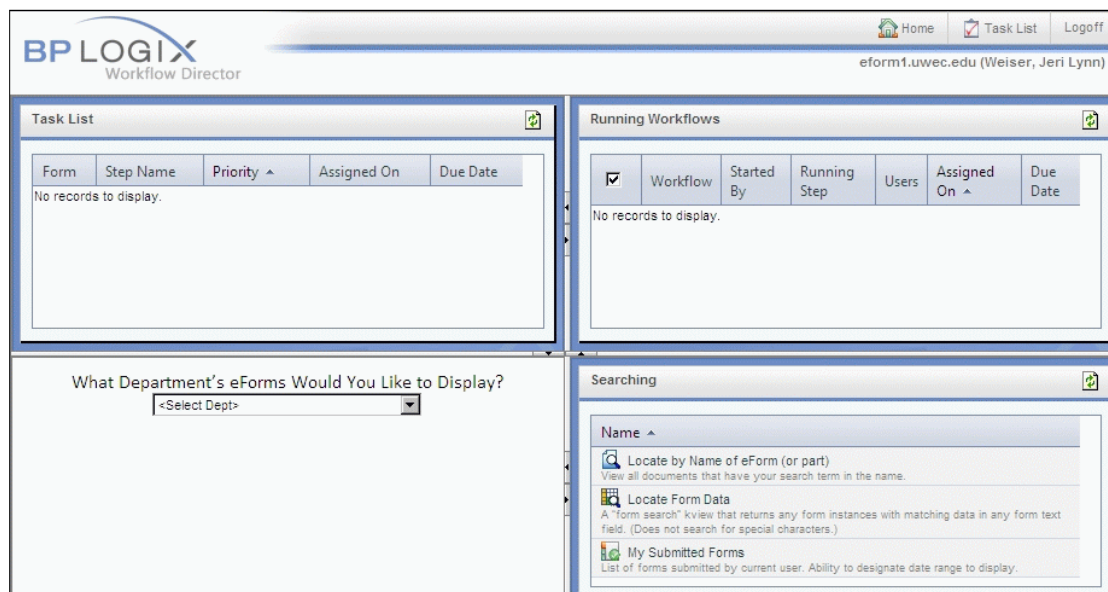 Home Task List Logoff
BP LOGIX
Workflow Director
eform1.uwec.edu (Weiser, Jeri Lynn)
Task List
Form Step Name Priority Assigned On Due Date
No records to display.
Running Workflows
Workflow Started By Running Step Users Assigned On Due Date
No records to display.
What Department's eForms Would You Like to Display?
<Select Dept>
Searching
Name
Locate by Name of eForm (or part)
View all documents that have your search term in the name.
Locate Form Data
A "form search" kview that returns any form instances with matching data in any form text
field. (Does not search for special characters.)
My Submitted Forms
List of forms submitted by current user. Ability to designate date range to display.